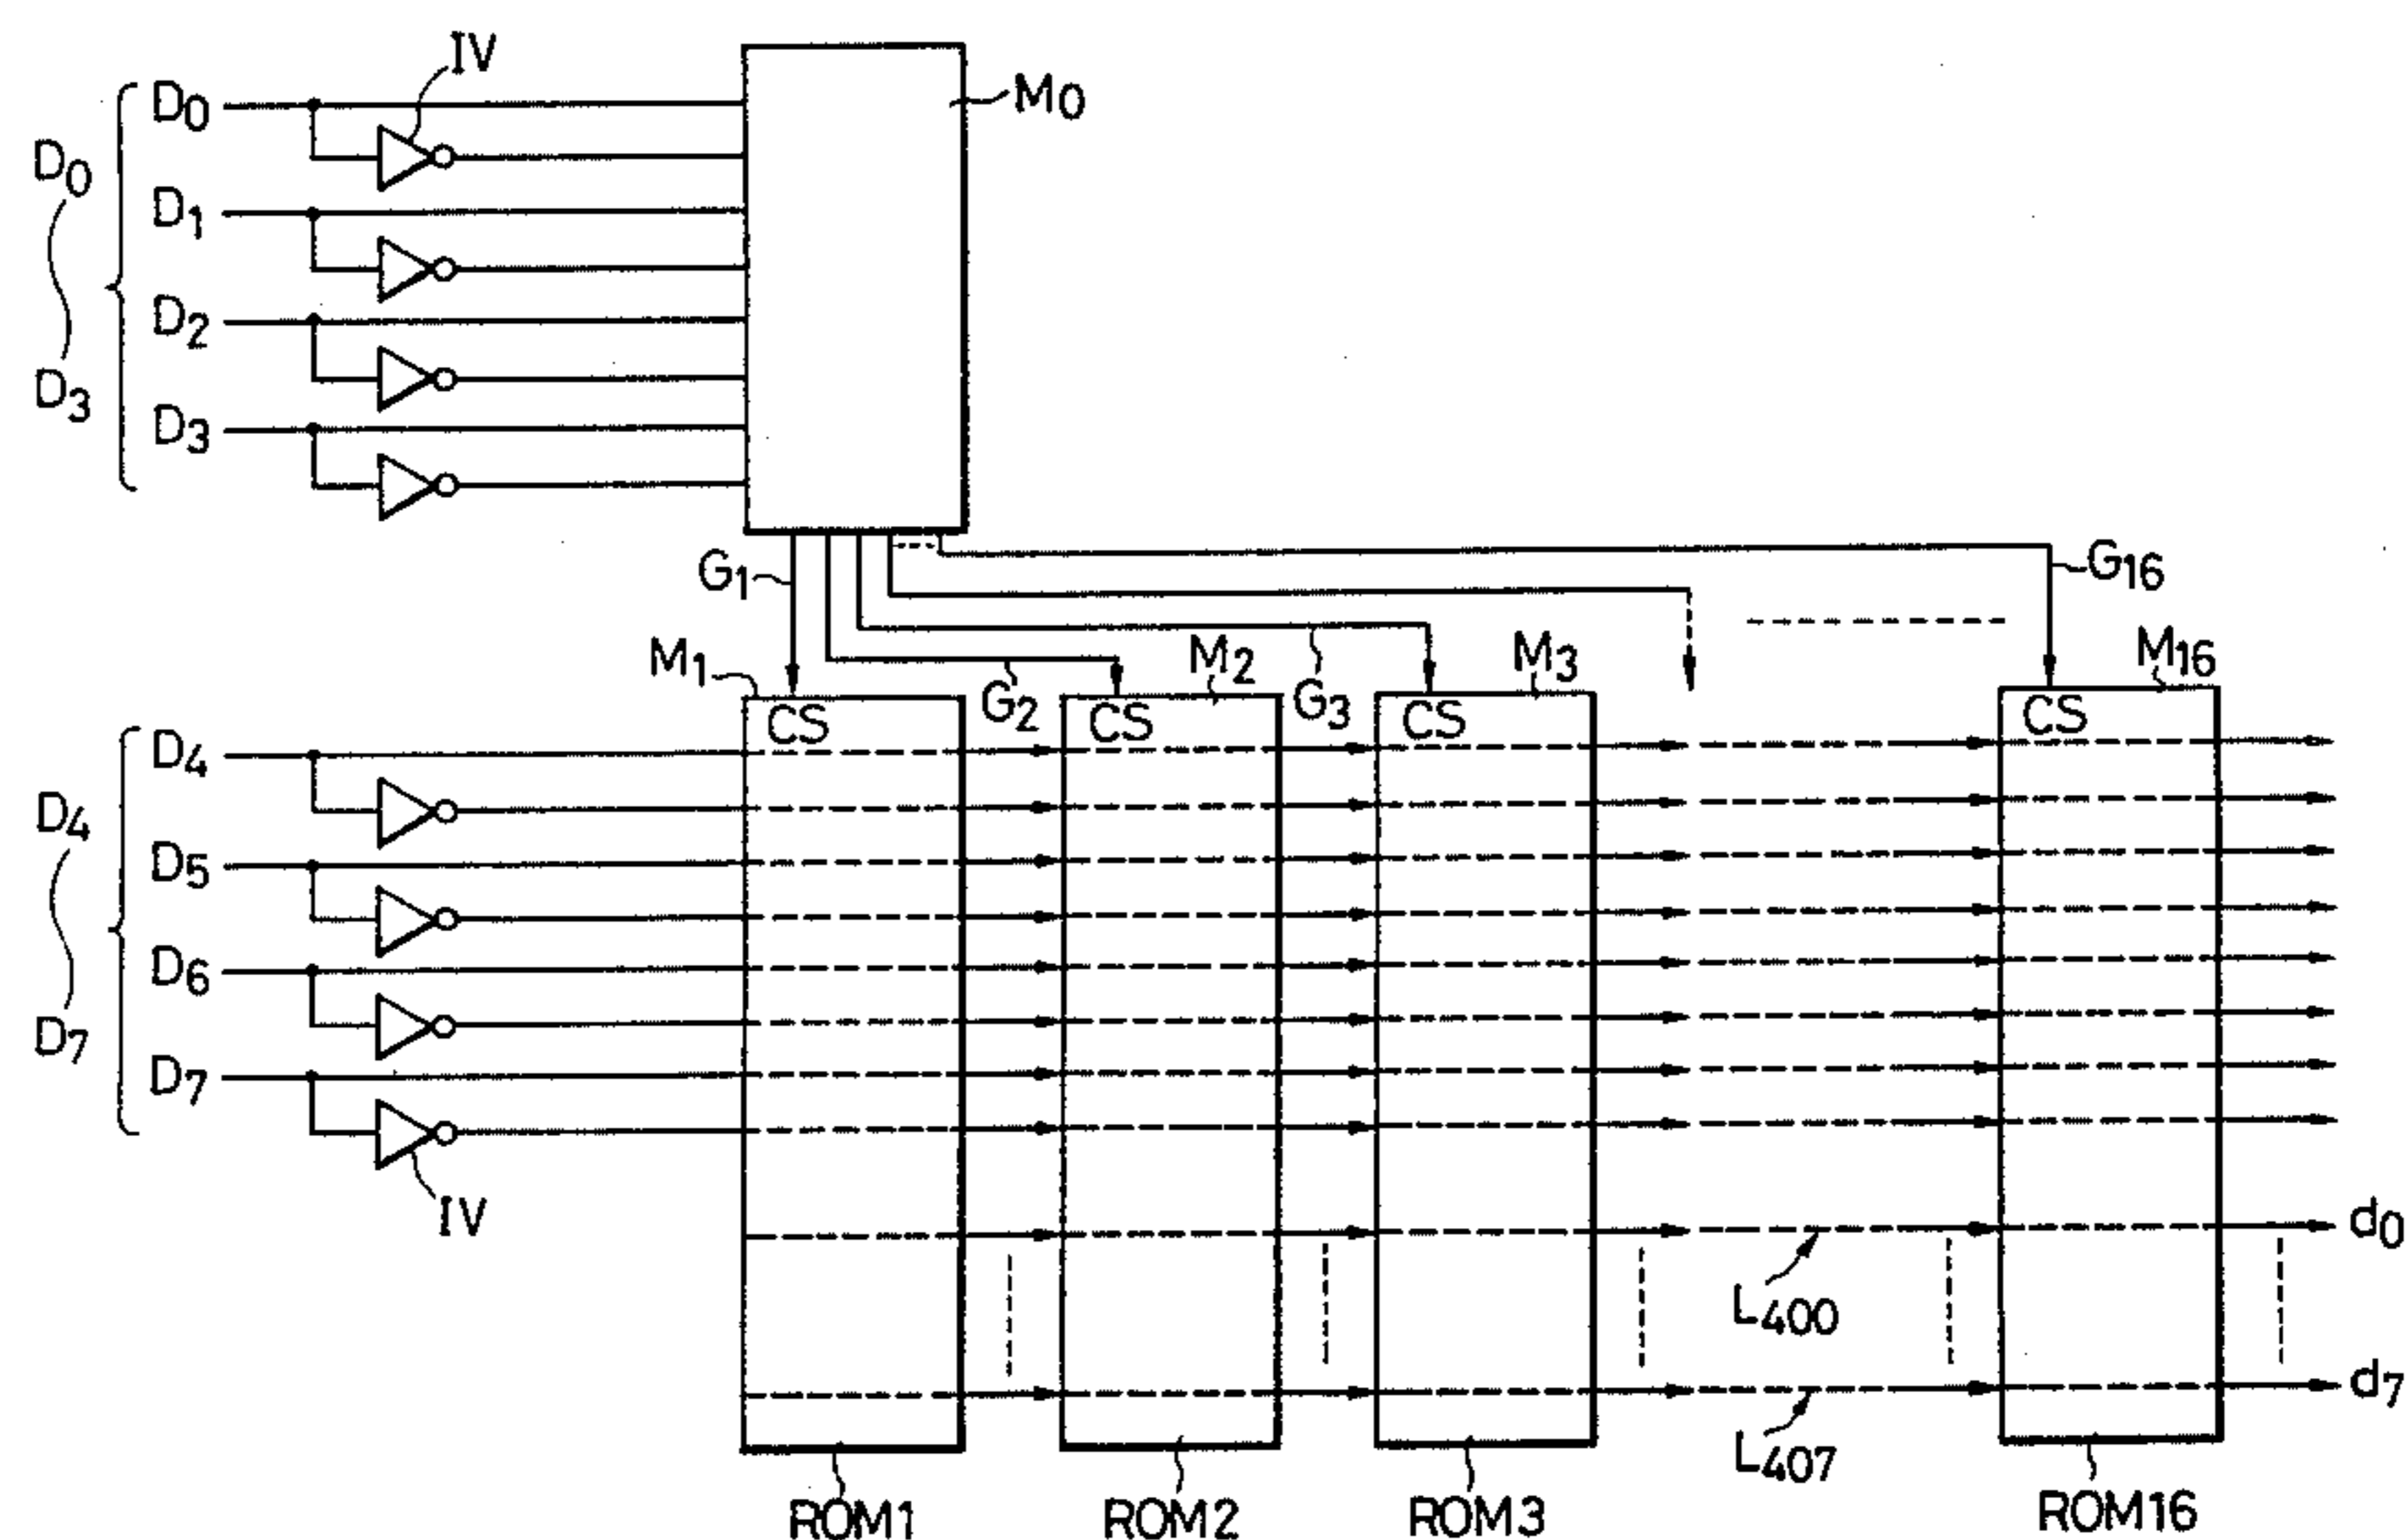 IV
D0
M0
D0
D1
D2
D3
D3
G1
G16
M1
M2
M3
M16
G2
G3
CS
CS
CS
CS
D4
D4
D5
D6
D7
D7
IV
d0
L400
d7
L407
ROM1
ROM2
ROM3
ROM16